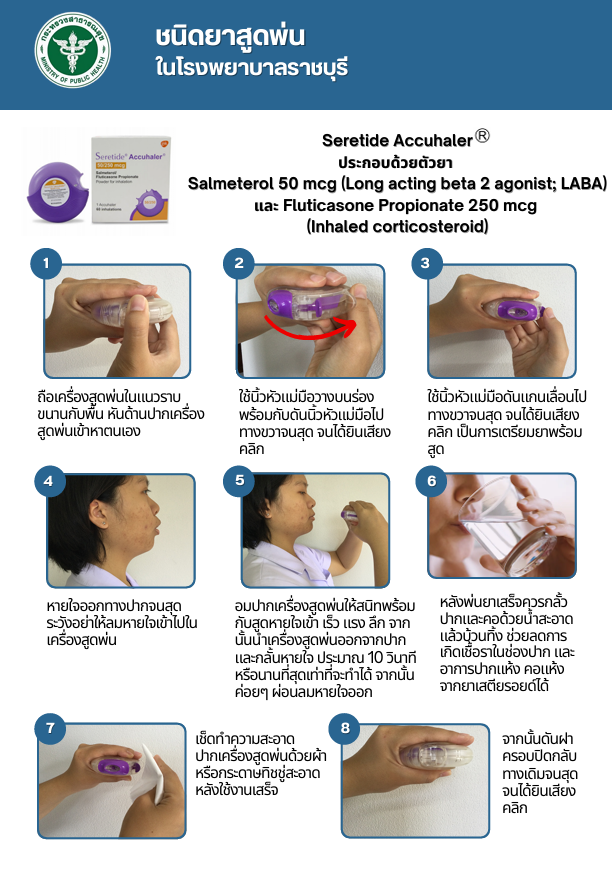 กระทรวงสาธารณสุข
MINISTRY OF PUBLIC HEALTH
ชนิดยาสูดพ่น
ในโรงพยาบาลราชบุรี
Seretide Accuhaler®
ประกอบด้วยตัวยา
Salmeterol 50 mcg (Long acting beta 2 agonist; LABA)
และ Fluticasone Propionate 250 mcg
(Inhaled corticosteroid)
Seretide® Accuhaler®
50/250 mcg
Salmeterol/
Fluticasone Propionate
Powder for inhalation
1 Accuhaler
60 inhalations
1
ถือเครื่องสูดพ่นในแนวราบ
ขนานกับพื้น หันด้านปากเครื่อง
สูดพ่นเข้าหาตนเอง
2
ใช้นิ้วหัวแม่มือวางบนร่อง
พร้อมกับดันนิ้วหัวแม่มือไป
ทางขวาจนสุด จนได้ยินเสียง
คลิก
3
ใช้นิ้วหัวแม่มือดันแกนเลื่อนไป
ทางขวาจนสุด จนได้ยินเสียง
คลิก เป็นการเตรียมยาพร้อม
สูด
4
หายใจออกทางปากจนสุด
ระวังอย่าให้ลมหายใจเข้าไปใน
เครื่องสูดพ่น
5
อมปากเครื่องสูดพ่นให้สนิทพร้อม
กับสูดหายใจเข้า เร็ว แรง ลึก จาก
นั้นนำเครื่องสูดพ่นออกจากปาก
และกลั้นหายใจ ประมาณ 10 วินาที
หรือนานที่สุดเท่าที่จะทำได้ จากนั้น
ค่อยๆ ผ่อนลมหายใจออก
6
หลังพ่นยาเสร็จควรกลั้ว
ปากและคอด้วยน้ำสะอาด
แล้วบ้วนทิ้ง ช่วยลดการ
เกิดเชื้อราในช่องปาก และ
อาการปากแห้ง คอแห้ง
จากยาเสตียรอยด์ได้
7
เช็ดทำความสะอาด
ปากเครื่องสูดพ่นด้วยผ้า
หรือกระดาษทิชชู่สะอาด
หลังใช้งานเสร็จ
8
จากนั้นดันฝา
ครอบปิดกลับ
ทางเดิมจนสุด
จนได้ยินเสียง
คลิก